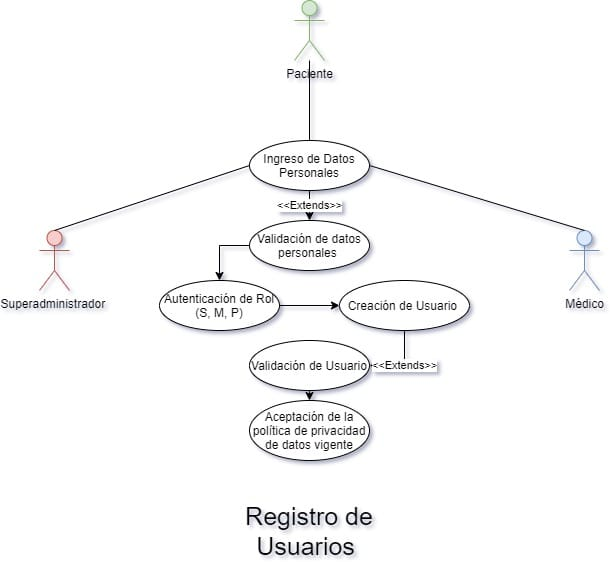 Paciente
Ingreso de Datos
Personales
<<Extends>>
Validación de datos
personales
Superadministrador
Médico
Autenticación de Rol
(S, M, P)
Creación de Usuario
Validación de Usuario
<<Extends>>
Aceptación de la
política de privacidad
de datos vigente
Registro de
Usuarios